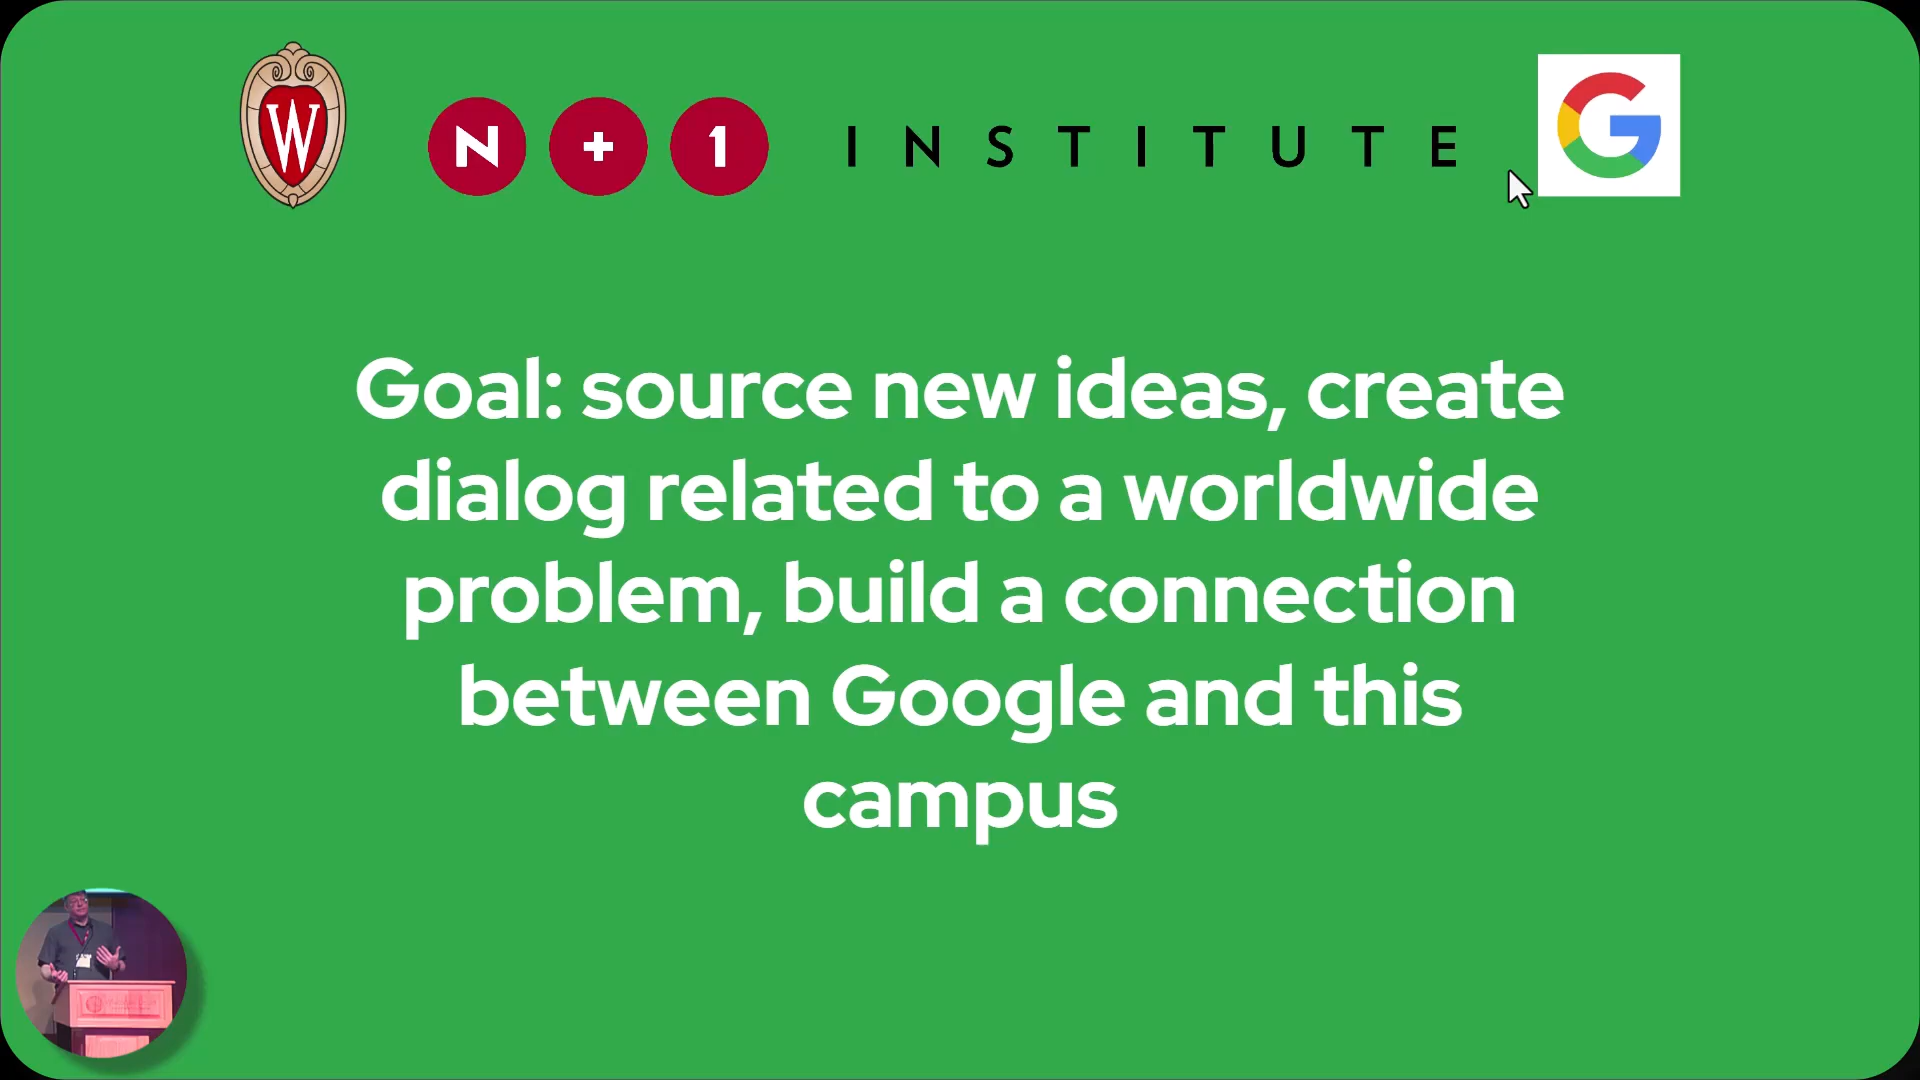 W N + 1 INSTITUTE G
Goal: source new ideas, create
dialog related to a worldwide
problem, build a connection
between Google and this
campus